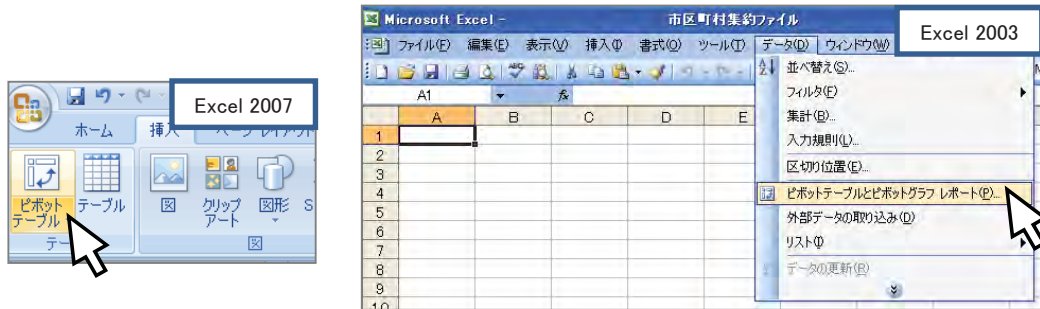 Excel 2007
ホーム
挿入
ピボット
テーブル
テーブル
図
クリップ
アート
図形
S
図
Microsoft Excel -
市区町村集約ファイル
Excel 2003
ファイル(F) 編集(E) 表示(V) 挿入(I) 書式(O) ツール(T) データ(D) ウィンドウ(W)
A1
fx
A B C D E
1
2
3
4
5
6
7
8
9
10
並べ替え(S)...
フィルタ(F)
集計(B)...
入力規則(L)...
区切り位置(E)...
ピボットテーブルとピボットグラフ レポート(P)...
外部データの取り込み(D)
リスト(I)
データの更新(R)